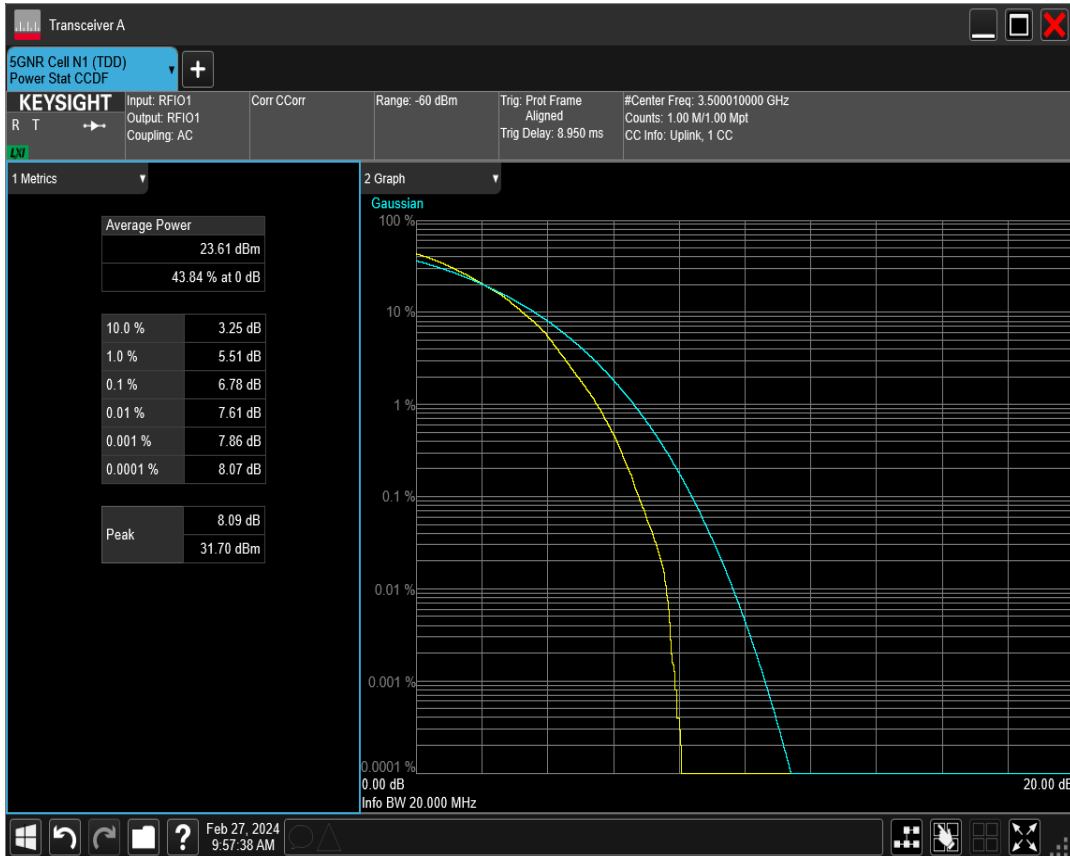 Transceiver A
5GNR Cell N1 (TDD)
Power Stat CCDF
KEYSIGHT
R T
LXI
Input: RFIO1
Output: RFIO1
Coupling: AC
Corr CCorr
Range: -60 dBm
Trig: Prot Frame
Aligned
Trig Delay: 8.950 ms
#Center Freq: 3.500010000 GHz
Counts: 1.00 M/1.00 Mpt
CC Info: Uplink, 1 CC
1 Metrics
Average Power
23.61 dBm
43.84 % at 0 dB
10.0 % 3.25 dB
1.0 % 5.51 dB
0.1 % 6.78 dB
0.01 % 7.61 dB
0.001 % 7.86 dB
0.0001 % 8.07 dB
Peak
8.09 dB
31.70 dBm
2 Graph
Gaussian
100 %
10 %
1 %
0.1 %
0.01 %
0.001 %
0.0001 %
0.00 dB 20.00 dB
Info BW 20.000 MHz
?
Feb 27, 2024
9:57:38 AM